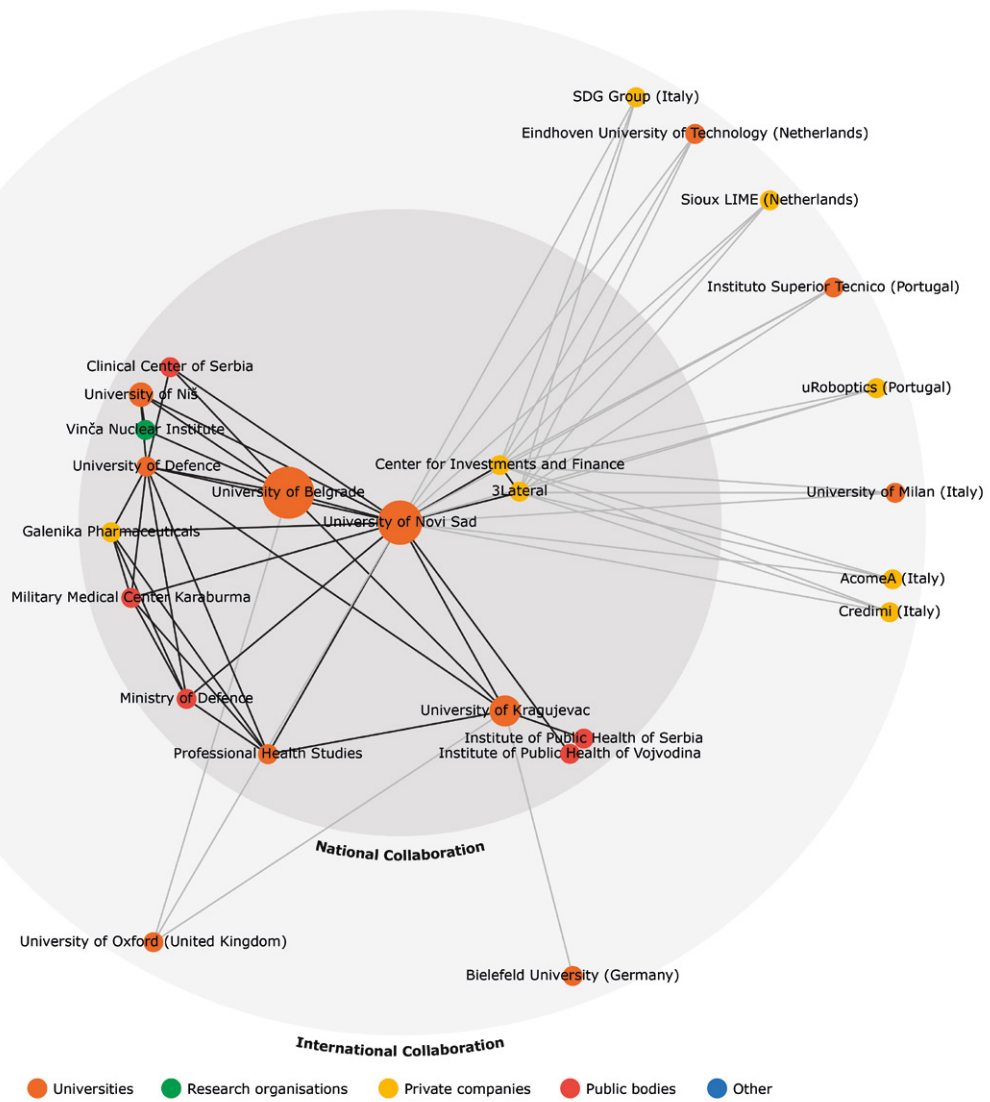 SDG Group (Italy)
Eindhoven University of Technology (Netherlands)
Sioux LIME (Netherlands)
Instituto Superior Tecnico (Portugal)
Clinical Center of Serbia
uRoboptics (Portugal)
University of Niš
Vinča Nuclear Institute
University of Defence
Center for Investments and Finance
University of Belgrade
3Lateral
University of Milan (Italy)
University of Novi Sad
Galenika Pharmaceuticals
AcomeA (Italy)
Military Medical Center Karaburma
Credimi (Italy)
Ministry of Defence
University of Kragujevac
Institute of Public Health of Serbia
Professional Health Studies
Institute of Public Health of Vojvodina
National Collaboration
University of Oxford (United Kingdom)
Bielefeld University (Germany)
International Collaboration
Universities
Research organisations
Private companies
Public bodies
Other